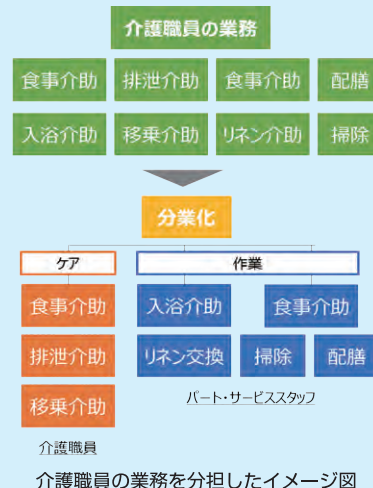 介護職員の業務
食事介助 排泄介助 食事介助 配膳
入浴介助 移乗介助 リネン介助 掃除
分業化
ケア 作業
食事介助 入浴介助 食事介助
排泄介助 リネン交換 掃除 配膳
移乗介助 パート・サービススタッフ
介護職員
介護職員の業務を分担したイメージ図